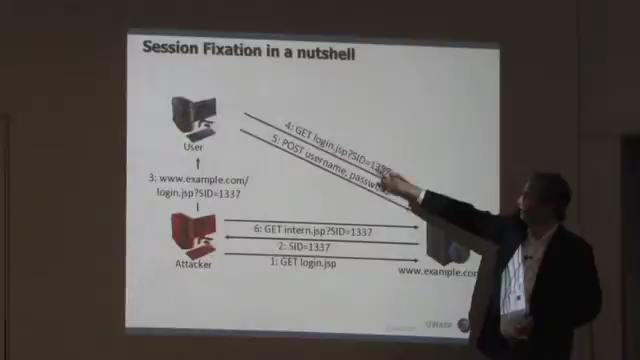 Session Fixation in a nutshell
4: GET login.jsp?SID=1337
5: POST username, password
User
3: www.example.com/
login.jsp?SID=1337
6: GET intern.jsp?SID=1337
2: SID=1337
1: GET login.jsp
Attacker
www.example.com
OWASP